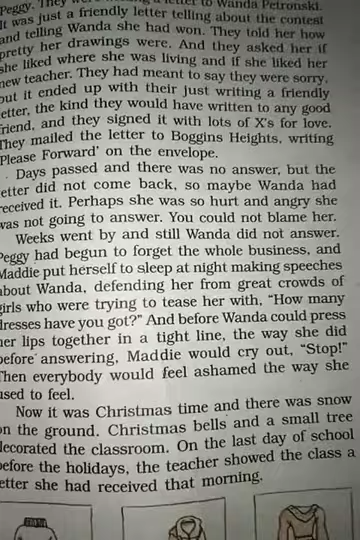 Peggy. They were a letter to Wanda Petronski.
It was just a friendly letter telling about the contest
and telling Wanda she had won. They told her how
pretty her drawings were. And they asked her if
she liked where she was living and if she liked her
new teacher. They had meant to say they were sorry,
but it ended up with their just writing a friendly
letter, the kind they would have written to any good
friend, and they signed it with lots of X's for love.
They mailed the letter to Boggins Heights, writing
'Please Forward' on the envelope.
Days passed and there was no answer, but the
letter did not come back, so maybe Wanda had
received it. Perhaps she was so hurt and angry she
was not going to answer. You could not blame her.
Weeks went by and still Wanda did not answer.
Peggy had begun to forget the whole business, and
Maddie put herself to sleep at night making speeches
about Wanda, defending her from great crowds of
girls who were trying to tease her with, “How many
dresses have you got?” And before Wanda could press
her lips together in a tight line, the way she did
before answering, Maddie would cry out, “Stop!”
Then everybody would feel ashamed the way she
used to feel.
Now it was Christmas time and there was snow
on the ground. Christmas bells and a small tree
decorated the classroom. On the last day of school
before the holidays, the teacher showed the class a
letter she had received that morning.